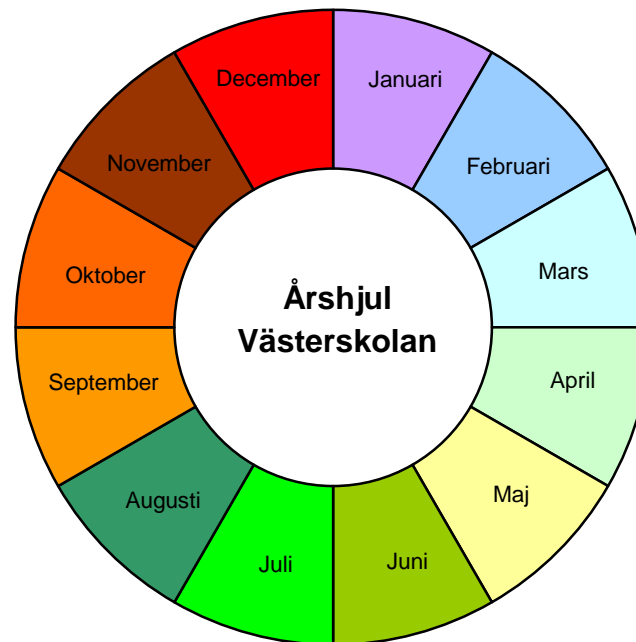 December
Januari
November
Februari
Oktober
Mars
Årshjul
Västerskolan
September
April
Augusti
Maj
Juli
Juni